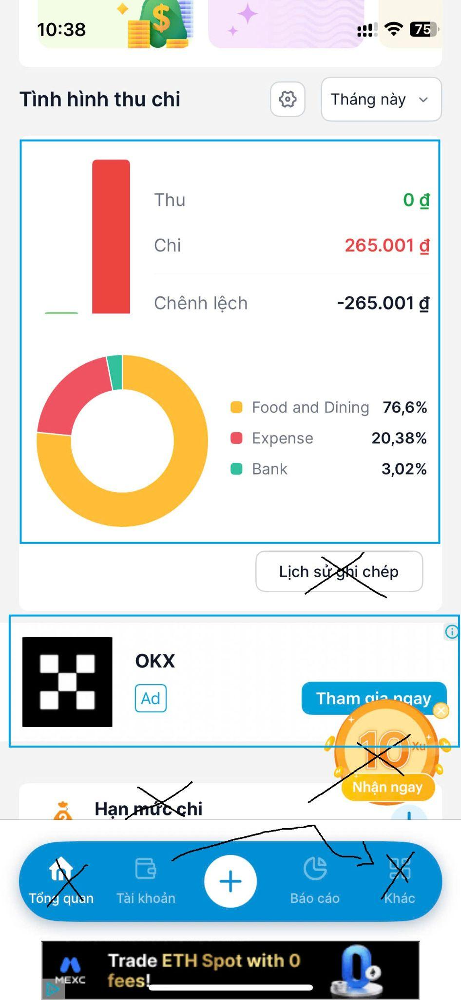 10:38
75
Tình hình thu chi
Tháng này
Thu 0 ₫
Chi 265.001 ₫
Chênh lệch -265.001 ₫
Food and Dining 76,6%
Expense 20,38%
Bank 3,02%
Lịch sử ghi chép
OKX
Ad
Tham gia ngay
10 Xu
Nhận ngay
Hạn mức chi
Tổng quan Tài khoản Báo cáo Khác
Trade ETH Spot with 0
fees!
MEXC